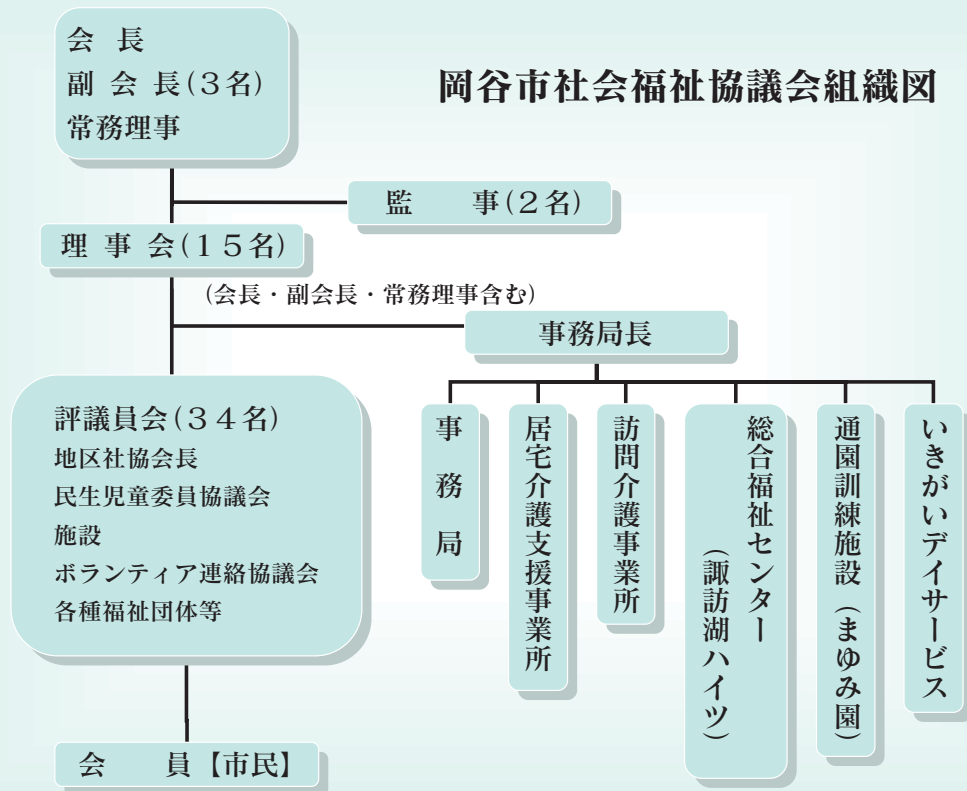 岡谷市社会福祉協議会組織図
会 長
副 会 長(3名)
常務理事
監 事(2名)
理 事 会(15名)
(会長・副会長・常務理事含む)
事務局長
評議員会(34名)
地区社協会長
民生児童委員協議会
施設
ボランティア連絡協議会
各種福祉団体等
事 務 局
居宅介護支援事業所
訪問介護事業所
総合福祉センター
(諏訪湖ハイツ)
通園訓練施設(まゆみ園)
いきがいデイサービス
会 員【市民】